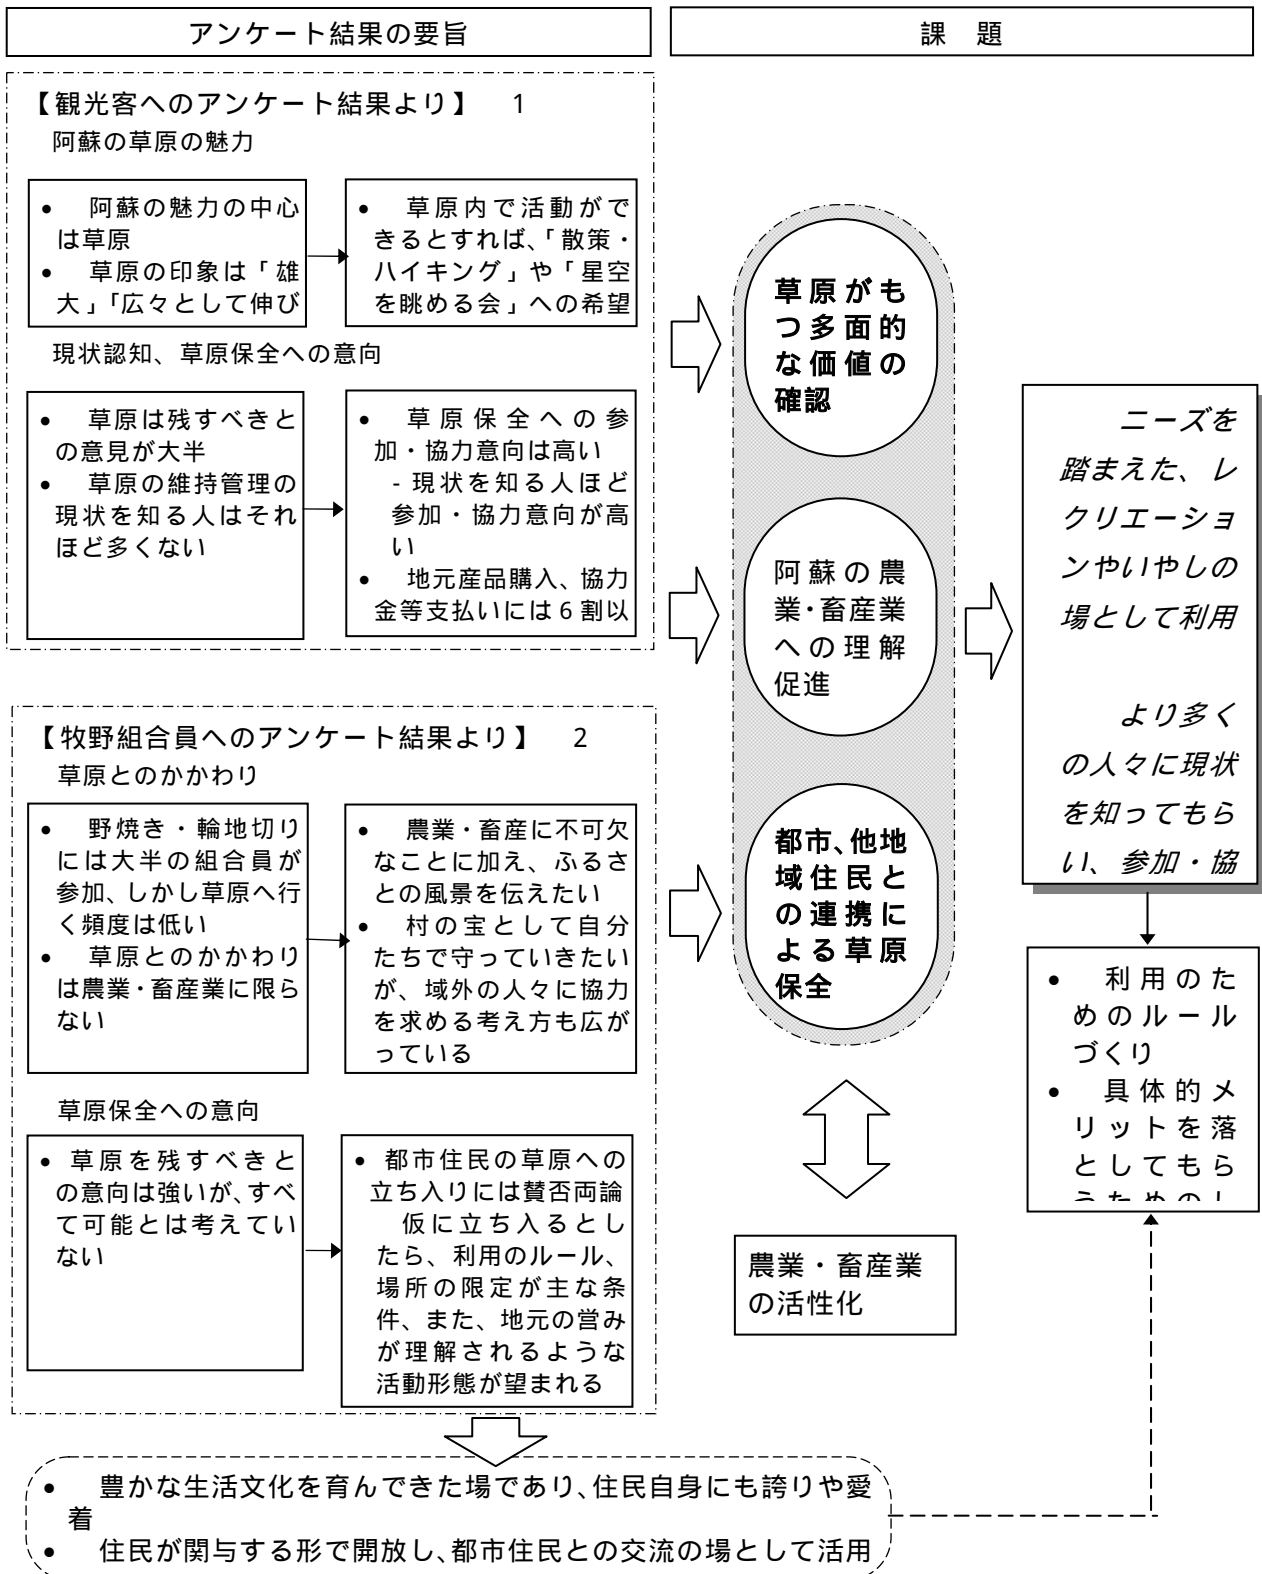 アンケート結果の要旨
課　題
【観光客へのアンケート結果より】　1
阿蘇の草原の魅力
•　阿蘇の魅力の中心
は草原
•　草原の印象は「雄
大」「広々として伸び
•　草原内で活動がで
きるとすれば、「散策・
ハイキング」や「星空
を眺める会」への希望
現状認知、草原保全への意向
•　草原は残すべきと
の意見が大半
•　草原の維持管理の
現状を知る人はそれ
ほど多くない
•　草原保全への参
加・協力意向は高い
- 現状を知る人ほど
参加・協力意向が高
い
•　地元産品購入、協力
金等支払いには６割以
【牧野組合員へのアンケート結果より】　2
草原とのかかわり
•　野焼き・輪地切り
には大半の組合員が
参加、しかし草原へ行
く頻度は低い
•　草原とのかかわり
は農業・畜産業に限ら
ない
•　農業・畜産に不可欠
なことに加え、ふるさ
との風景を伝えたい
•　村の宝として自分
たちで守っていきたい
が、域外の人々に協力
を求める考え方も広が
っている
草原保全への意向
• 草原を残すべきと
の意向は強いが、すべ
て可能とは考えてい
ない
• 都市住民の草原への
立ち入りには賛否両論
仮に立ち入るとし
たら、利用のルール、
場所の限定が主な条
件、また、地元の営み
が理解されるような
活動形態が望まれる
•　豊かな生活文化を育んできた場であり、住民自身にも誇りや愛
着
•　住民が関与する形で開放し、都市住民との交流の場として活用
草原がも
つ多面的
な価値の
確認
阿蘇の農
業・畜産業
への理解
促進
都市、他地
域住民と
の連携に
よる草原
保全
農業・畜産業
の活性化
ニーズを
踏まえた、レ
クリエーショ
ンやいやしの
場として利用
より多く
の人々に現状
を知ってもら
い、参加・協
•　利用のた
めのルール
づくり
•　具体的メ
リットを落
としてもら
うためのし